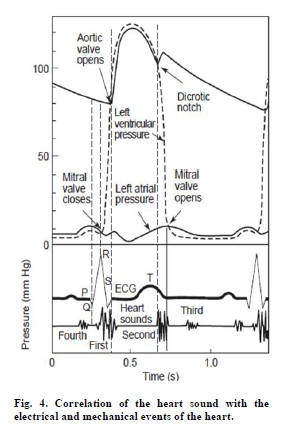 Aortic
valve
opens
100
Dicrotic
notch
Left
ventricular
pressure
50
Mitral
valve
closes
Left atrial
pressure
Mitral
valve
opens
0
R
P
Q
S
ECG
T
Heart
sounds
Fourth
First
Second
Third
Pressure (mm Hg)
0
0.5
1.0
Time (s)
Fig. 4. Correlation of the heart sound with the
electrical and mechanical events of the heart.